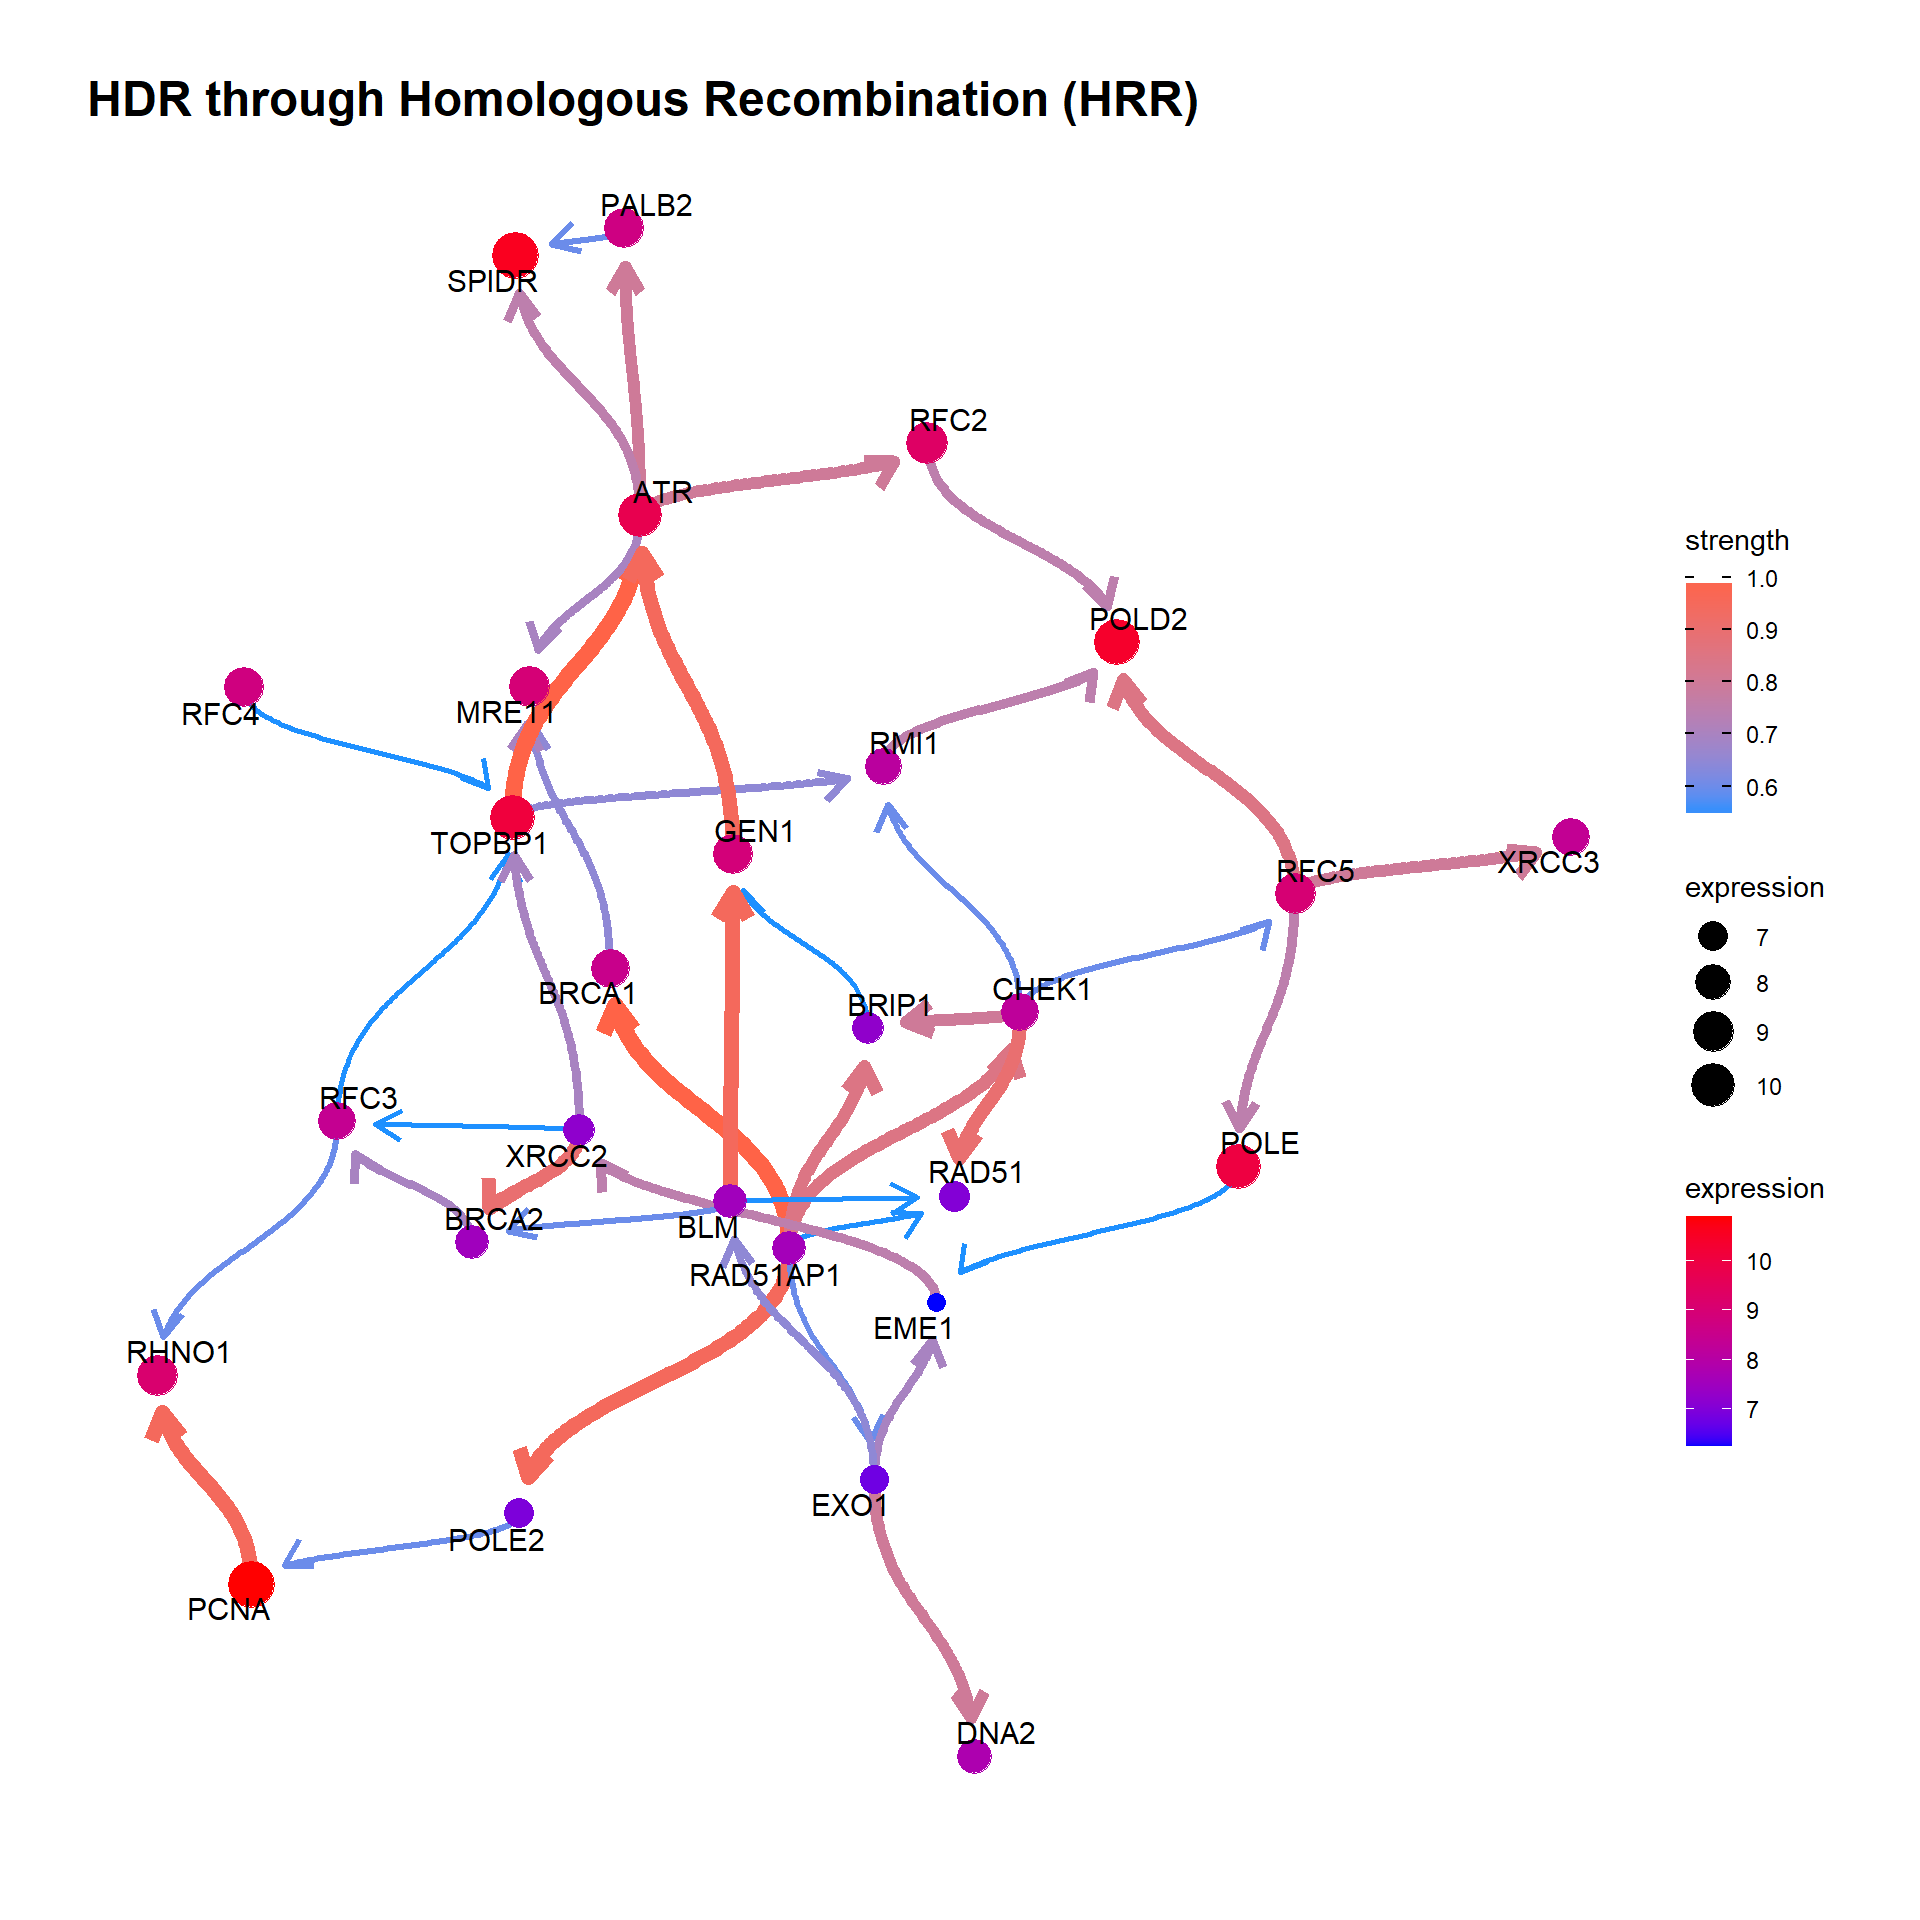 HDR through Homologous Recombination (HRR)
PALB2
SPIDR
RFC2
ATR
POLD2
RFC4
MRE11
RMI1
TOPBP1
GEN1
RFC5
XRCC3
BRCA1
BRIP1
CHEK1
RFC3
XRCC2
RAD51
POLE
BRCA2
BLM
RAD51AP1
EME1
RHNO1
EXO1
POLE2
PCNA
DNA2
strength
1.0
0.9
0.8
0.7
0.6
expression
7
8
9
10
expression
10
9
8
7